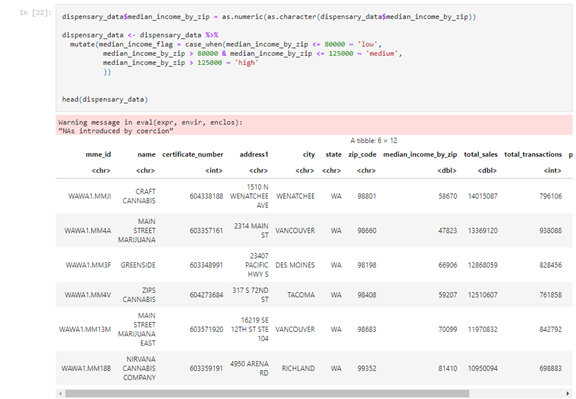 In [22]:
dispensary_data$median_income_by_zip = as.numeric(as.character(dispensary_data$median_income_by_zip))
dispensary_data <- dispensary_data %>%
mutate(median_income_flag = case_when(median_income_by_zip <= 80000 ~ 'low',
median_income_by_zip > 80000 & median_income_by_zip <= 125000 ~ 'medium',
median_income_by_zip > 125000 ~ 'high'
))
head(dispensary_data)
Warning message in eval(expr, envir, enclos):
"NAs introduced by coercion"
A tibble: 6 × 12
mme_id name certificate_number address1 city state zip_code median_income_by_zip total_sales total_transactions p
<chr> <chr> <int> <chr> <chr> <chr> <chr> <dbl> <dbl> <int>
WAWA1.MMJI CRAFT CANNABIS 604338188 1510 N WENATCHEE AVE WENATCHEE WA 98801 58670 14015087 796106
WAWA1.MM4A MAIN STREET MARIJUANA 603357161 2314 MAIN ST VANCOUVER WA 98660 47823 13369120 938088
WAWA1.MM3F GREENSIDE 603348991 23407 PACIFIC HWY S DES MOINES WA 98198 66906 12868059 828456
WAWA1.MM4V ZIPS CANNABIS 604273684 317 S 72ND ST TACOMA WA 98408 59207 12510607 761858
WAWA1.MM13M MAIN STREET MARIJUANA EAST 603571920 16219 SE 12TH ST STE 104 VANCOUVER WA 98683 70099 11970832 842792
WAWA1.MM18B NIRVANA CANNABIS COMPANY 603359191 4950 ARENA RD RICHLAND WA 99352 81410 10950094 698883